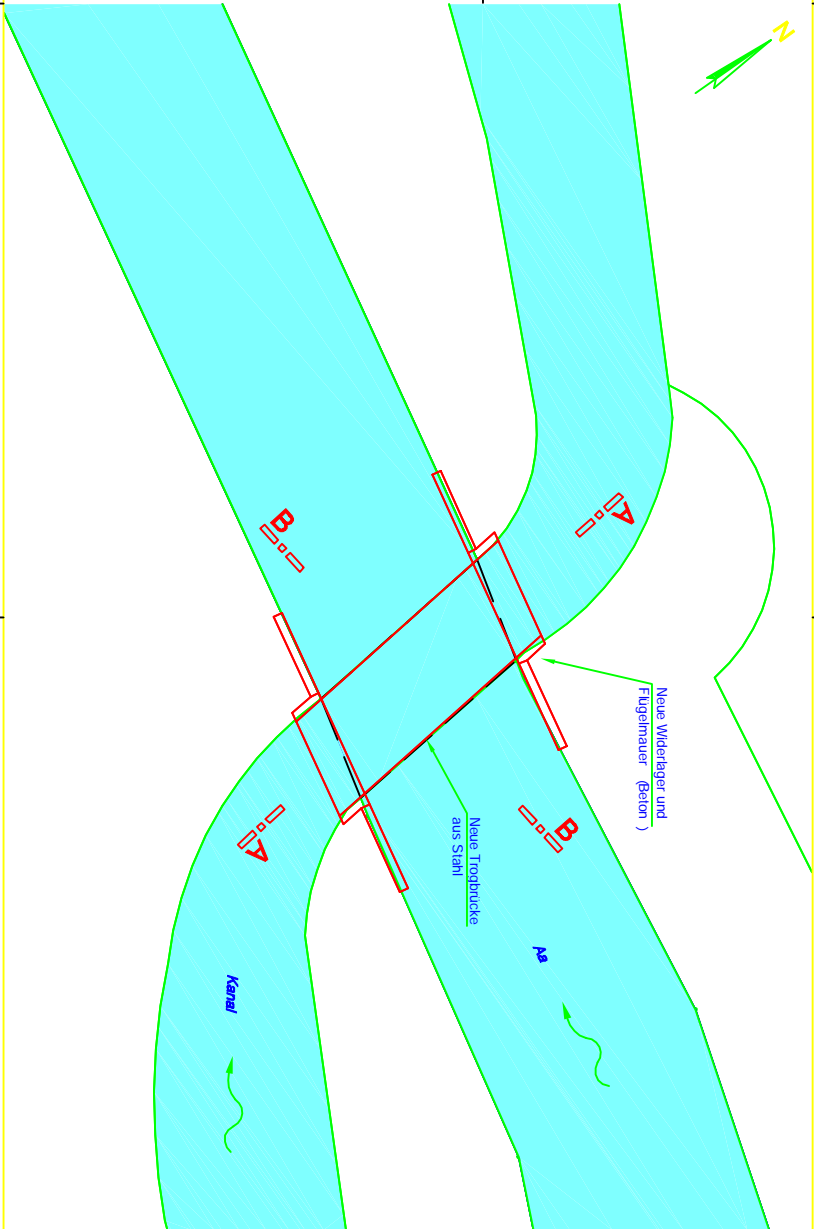 N
A
B
Neue Widerlager und
Flügelmauer (Beton )
Neue Trogbrücke
aus Stahl
B
A
Aa
Kanal